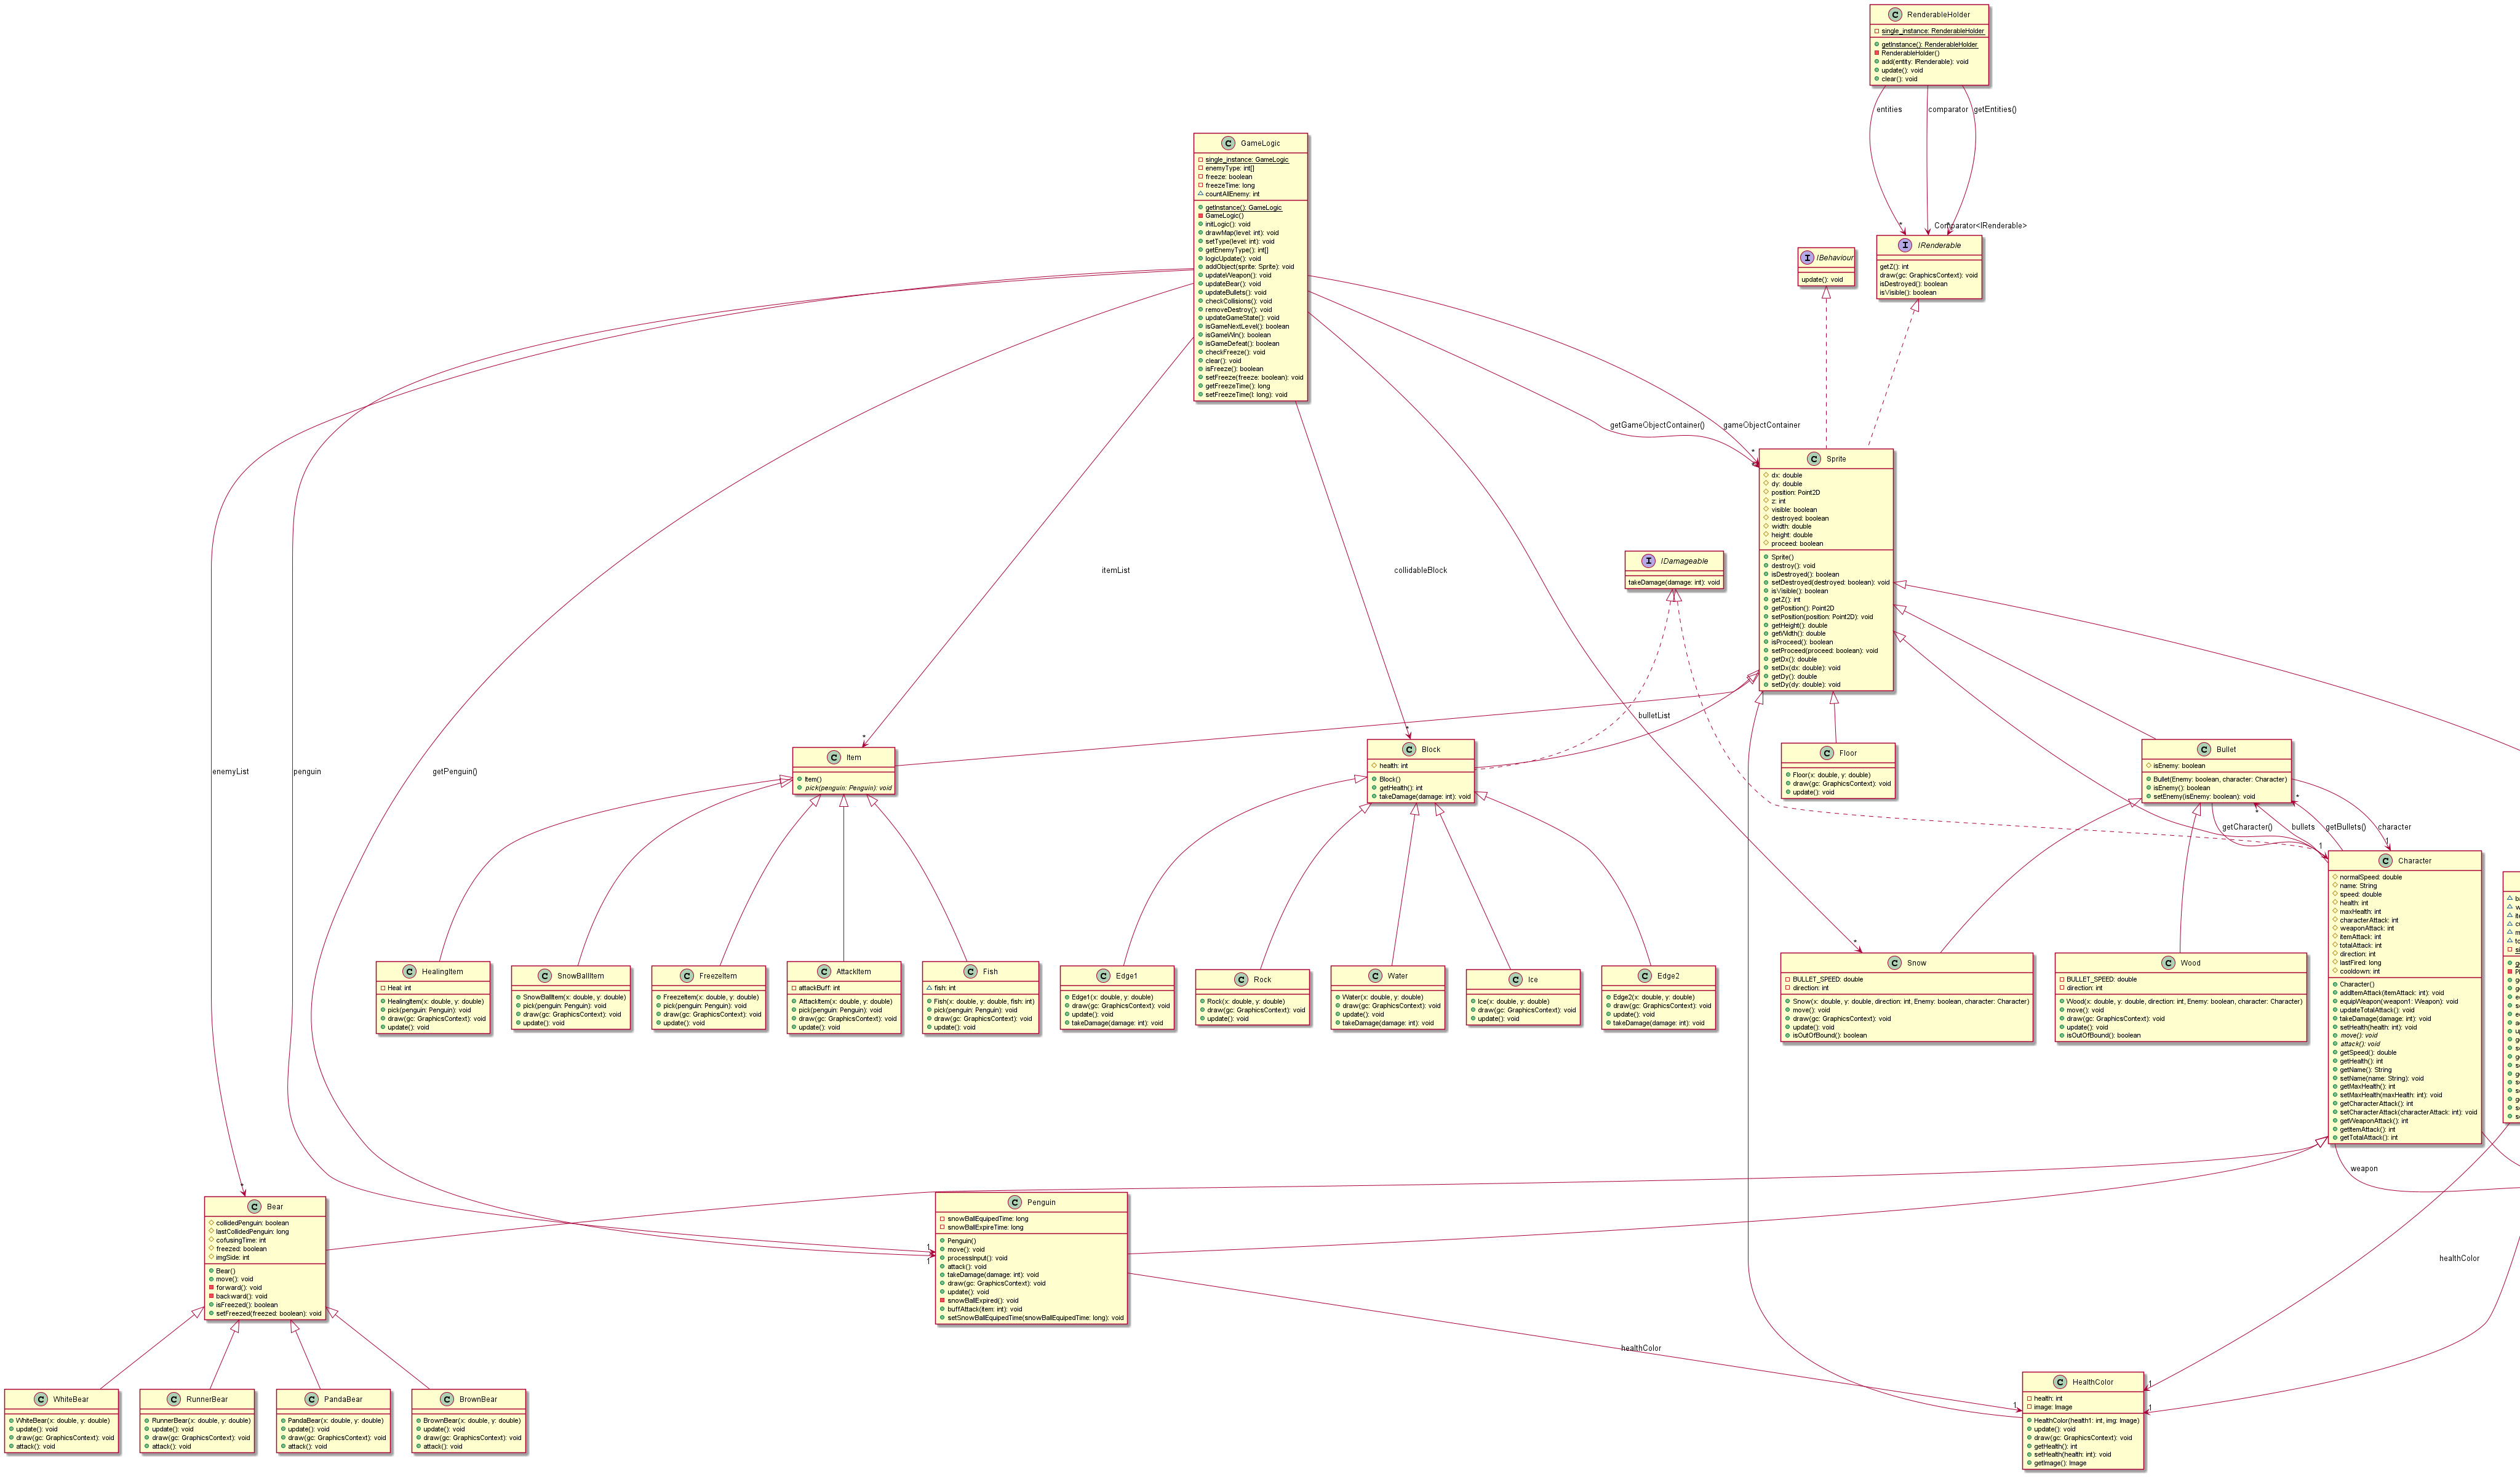 RenderableHolder
single_instance: RenderableHolder
getInstance(): RenderableHolder
RenderableHolder()
add(entity: IRenderable): void
update(): void
clear(): void
entities
comparator
getEntities()
*
Comparator<IRenderable>
IRenderable
getZ(): int
draw(gc: GraphicsContext): void
isDestroyed(): boolean
isVisible(): boolean
IBehaviour
update(): void
GameLogic
single_instance: GameLogic
enemyType: int[]
freeze: boolean
freezeTime: long
countAllEnemy: int
getInstance(): GameLogic
GameLogic()
initLogic(): void
drawMap(level: int): void
setType(level: int): void
getEnemyType(): int[]
logicUpdate(): void
addObject(sprite: Sprite): void
updateWeapon(): void
updateBear(): void
updateBullets(): void
checkCollisions(): void
removeDestroy(): void
updateGameState(): void
isGameNextLevel(): boolean
isGameWin(): boolean
isGameDefeat(): boolean
checkFreeze(): void
clear(): void
isFreeze(): boolean
setFreeze(freeze: boolean): void
getFreezeTime(): long
setFreezeTime(l: long): void
getGameObjectContainer()
gameObjectContainer
*
Sprite
dx: double
dy: double
position: Point2D
z: int
visible: boolean
destroyed: boolean
width: double
height: double
proceed: boolean
Sprite()
destroy(): void
isDestroyed(): boolean
setDestroyed(destroyed: boolean): void
isVisible(): boolean
getZ(): int
getPosition(): Point2D
setPosition(position: Point2D): void
getHeight(): double
getWidth(): double
isProceed(): boolean
setProceed(proceed: boolean): void
getDx(): double
setDx(dx: double): void
getDy(): double
setDy(dy: double): void
IDamageable
takeDamage(damage: int): void
enemyList
penguin
getPenguin()
itemList
collidableBlock
bulletList
*
Item
Item()
pick(penguin: Penguin): void
*
Block
health: int
Block()
getHealth(): int
takeDamage(damage: int): void
Floor
Floor(x: double, y: double)
draw(gc: GraphicsContext): void
update(): void
Bullet
isEnemy: boolean
Bullet(Enemy: boolean, character: Character)
isEnemy(): boolean
setEnemy(isEnemy: boolean): void
*
*
getCharacter()
bullets
getBullets()
character
1
1
Character
normalSpeed: double
name: String
speed: double
health: int
maxHealth: int
characterAttack: int
weaponAttack: int
itemAttack: int
totalAttack: int
direction: int
lastFired: long
cooldown: int
Character()
addItemAttack(itemAttack: int): void
equipWeapon(weapon1: Weapon): void
updateTotalAttack(): void
takeDamage(damage: int): void
setHealth(health: int): void
move(): void
attack(): void
getSpeed(): double
getHealth(): int
getName(): String
setName(name: String): void
getMaxHealth(): int
setMaxHealth(maxHealth: int): void
getCharacterAttack(): int
setCharacterAttack(characterAttack: int): void
getWeaponAttack(): int
getItemAttack(): int
getTotalAttack(): int
HealingItem
Heal: int
HealingItem(x: double, y: double)
pick(penguin: Penguin): void
draw(gc: GraphicsContext): void
update(): void
SnowBallItem
SnowBallItem(x: double, y: double)
pick(penguin: Penguin): void
draw(gc: GraphicsContext): void
update(): void
FreezeItem
FreezeItem(x: double, y: double)
pick(penguin: Penguin): void
draw(gc: GraphicsContext): void
update(): void
AttackItem
attackBuff: int
AttackItem(x: double, y: double)
pick(penguin: Penguin): void
draw(gc: GraphicsContext): void
update(): void
Fish
fish: int
Fish(x: double, y: double, fish: int)
pick(penguin: Penguin): void
draw(gc: GraphicsContext): void
update(): void
Edge1
Edge1(x: double, y: double)
draw(gc: GraphicsContext): void
update(): void
takeDamage(damage: int): void
Rock
Rock(x: double, y: double)
draw(gc: GraphicsContext): void
update(): void
Water
Water(x: double, y: double)
draw(gc: GraphicsContext): void
update(): void
takeDamage(damage: int): void
Ice
Ice(x: double, y: double)
draw(gc: GraphicsContext): void
update(): void
Edge2
Edge2(x: double, y: double)
draw(gc: GraphicsContext): void
update(): void
takeDamage(damage: int): void
*
Snow
BULLET_SPEED: double
direction: int
Snow(x: double, y: double, direction: int, Enemy: boolean, character: Character)
move(): void
draw(gc: GraphicsContext): void
update(): void
isOutOfBound(): boolean
Wood
BULLET_SPEED: double
direction: int
Wood(x: double, y: double, direction: int, Enemy: boolean, character: Character)
move(): void
draw(gc: GraphicsContext): void
update(): void
isOutOfBound(): boolean
weapon
*
Bear
collidedPenguin: boolean
lastCollidedPenguin: long
cofusingTime: int
freezed: boolean
imgSide: int
Bear()
move(): void
forward(): void
backward(): void
isFreezed(): boolean
setFreezed(freezed: boolean): void
1
1
Penguin
snowBallEquipedTime: long
snowBallExpireTime: long
Penguin()
move(): void
processInput(): void
attack(): void
takeDamage(damage: int): void
draw(gc: GraphicsContext): void
update(): void
snowBallExpired(): void
buffAttack(item: int): void
setSnowBallEquipedTime(snowBallEquipedTime: long): void
healthColor
healthColor
1
1
1
HealthColor
health: int
image: Image
HealthColor(health1: int, img: Image)
update(): void
draw(gc: GraphicsContext): void
getHealth(): int
setHealth(health: int): void
getImage(): Image
WhiteBear
WhiteBear(x: double, y: double)
update(): void
draw(gc: GraphicsContext): void
attack(): void
RunnerBear
RunnerBear(x: double, y: double)
update(): void
draw(gc: GraphicsContext): void
attack(): void
PandaBear
PandaBear(x: double, y: double)
update(): void
draw(gc: GraphicsContext): void
attack(): void
BrownBear
BrownBear(x: double, y: double)
update(): void
draw(gc: GraphicsContext): void
attack(): void